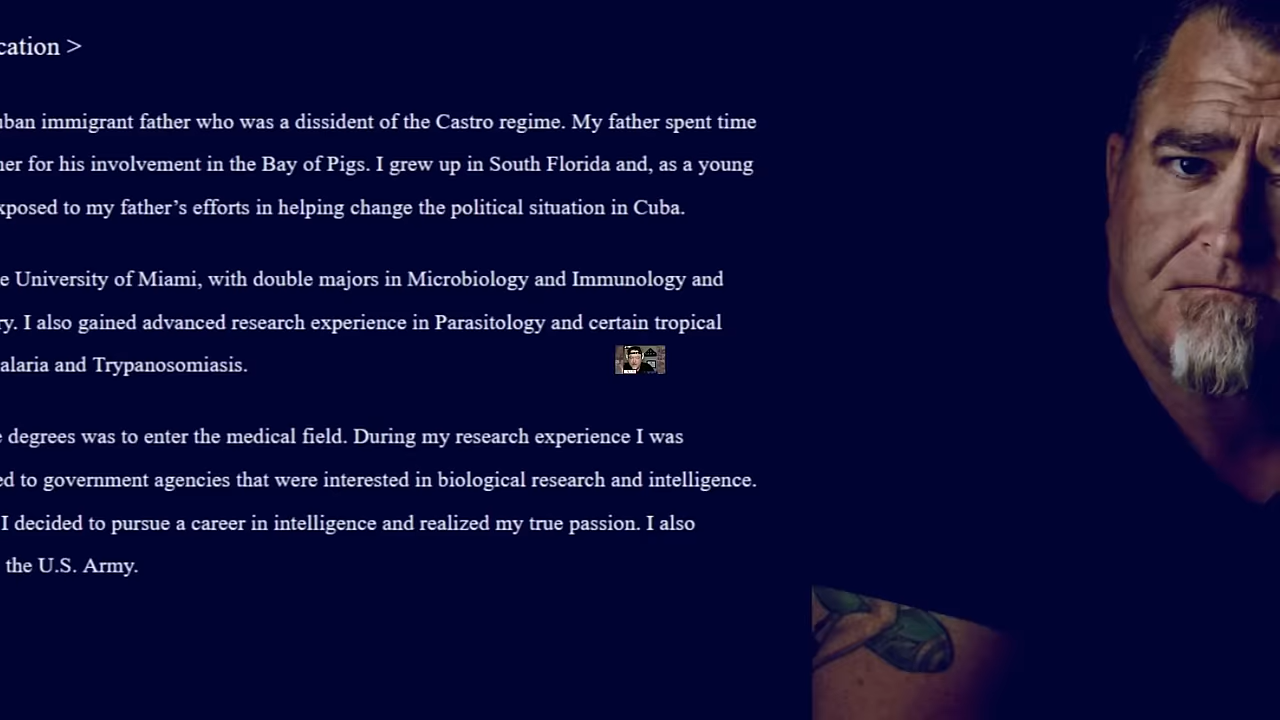 cation >
uban immigrant father who was a dissident of the Castro regime. My father spent time
ner for his involvement in the Bay of Pigs. I grew up in South Florida and, as a young
xposed to my father’s efforts in helping change the political situation in Cuba.
e University of Miami, with double majors in Microbiology and Immunology and
ry. I also gained advanced research experience in Parasitology and certain tropical
alaria and Trypanosomiasis.
e degrees was to enter the medical field. During my research experience I was
ed to government agencies that were interested in biological research and intelligence.
I decided to pursue a career in intelligence and realized my true passion. I also
the U.S. Army.